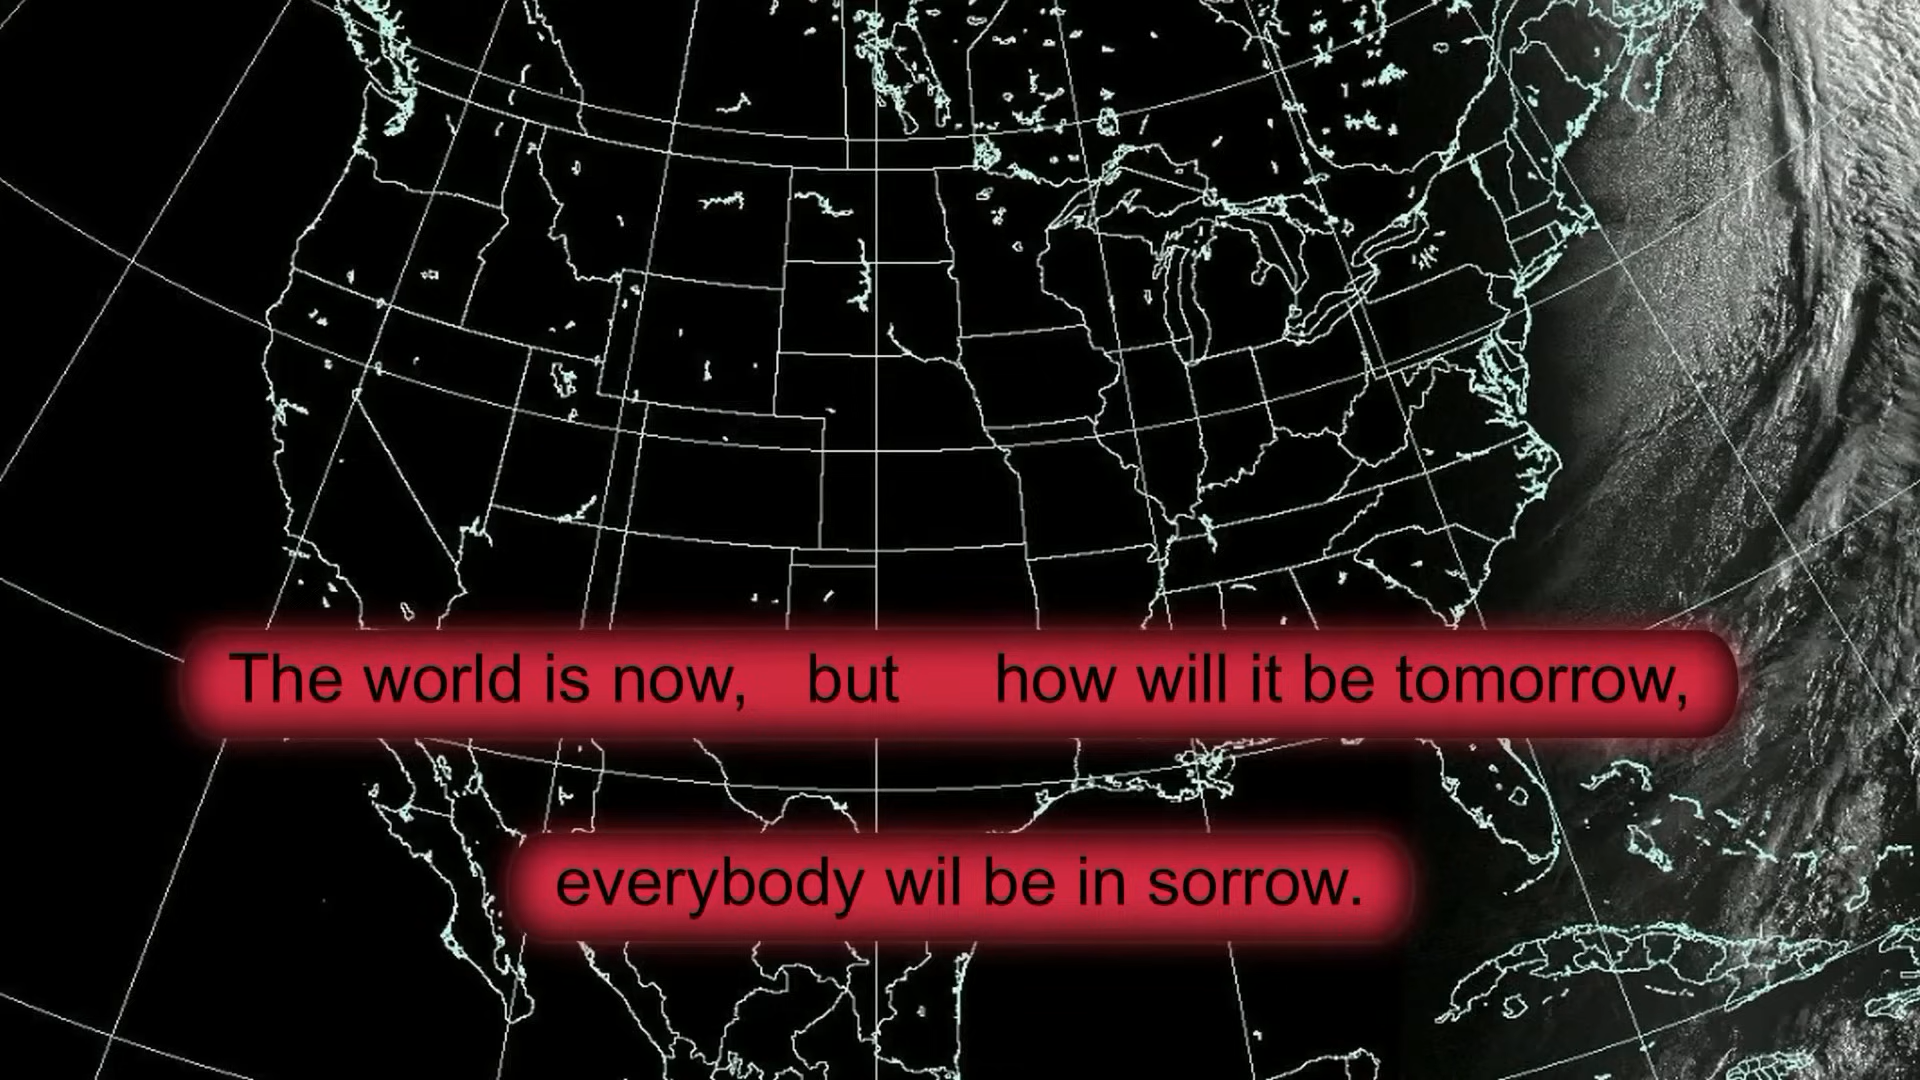 The world is now, but how will it be tomorrow,
everybody wil be in sorrow.